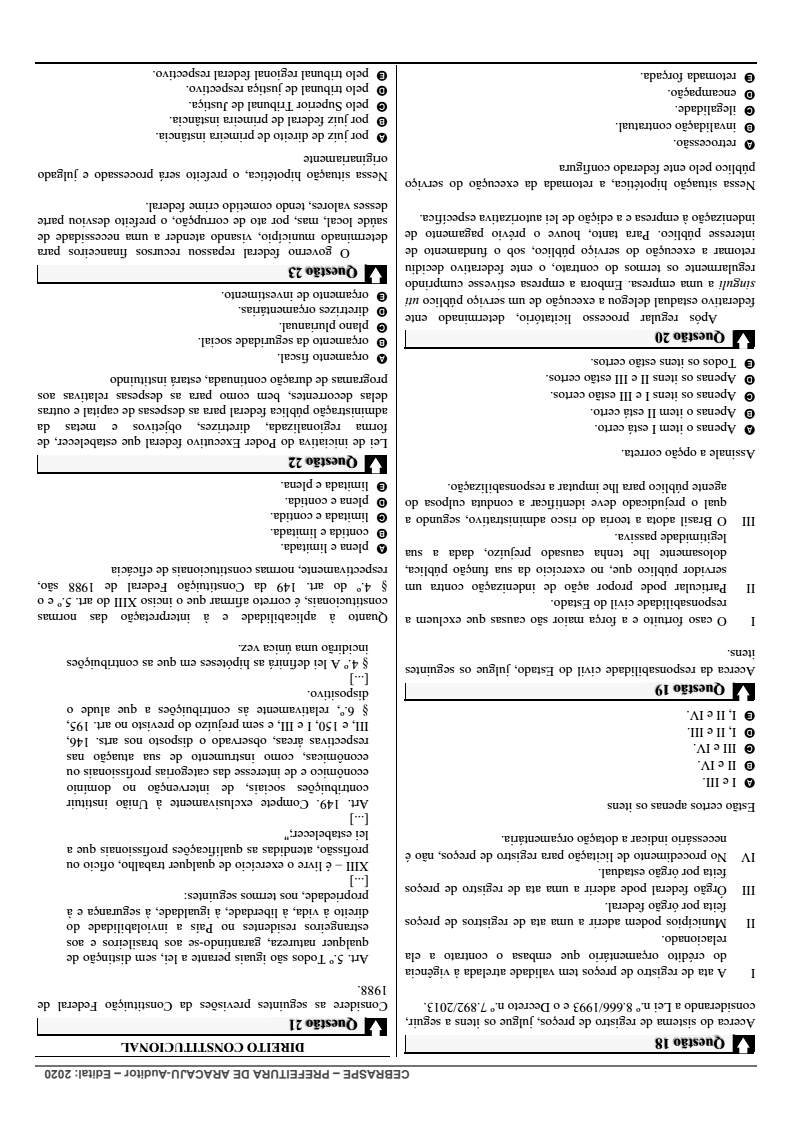 CEBRASPE – PREFEITURA DE ARACAJU-Auditor – Edital: 2020
Questão 18
Acerca do sistema de registro de preços, julgue os itens a seguir,
considerando a Lei n.º 8.666/1993 e o Decreto n.º 7.892/2013.
I A ata de registro de preços tem validade atrelada à vigência
do crédito orçamentário que embasa o contrato a ela
relacionado.
II Municípios podem aderir a uma ata de registros de preços
feita por órgão federal.
III Órgão federal pode aderir a uma ata de registro de preços
feita por órgão estadual.
IV No procedimento de licitação para registro de preços, não é
necessário indicar a dotação orçamentária.
Estão certos apenas os itens
A I e III.
B II e IV.
C III e IV.
D I, II e III.
E I, II e IV.
Questão 19
Acerca da responsabilidade civil do Estado, julgue os seguintes
itens.
I O caso fortuito e a força maior são causas que excluem a
responsabilidade civil do Estado.
II Particular pode propor ação de indenização contra um
servidor público que, no exercício da sua função pública,
dolosamente lhe tenha causado prejuízo, dada a sua
legitimidade passiva.
III O Brasil adota a teoria do risco administrativo, segundo a
qual o prejudicado deve identificar a conduta culposa do
agente público para lhe imputar a responsabilização.
Assinale a opção correta.
A Apenas o item I está certo.
B Apenas o item II está certo.
C Apenas os itens I e III estão certos.
D Apenas os itens II e III estão certos.
E Todos os itens estão certos.
Questão 20
Após regular processo licitatório, determinado ente
federativo estadual delegou a execução de um serviço público uti
singuli a uma empresa. Embora a empresa estivesse cumprindo
regularmente os termos do contrato, o ente federativo decidiu
retomar a execução do serviço público, sob o fundamento de
interesse público. Para tanto, houve o prévio pagamento de
indenização à empresa e a edição de lei autorizativa específica.
Nessa situação hipotética, a retomada da execução do serviço
público pelo ente federado configura
A retrocessão.
B invalidação contratual.
C ilegalidade.
D encampação.
E retomada forçada.
DIREITO CONSTITUCIONAL
Questão 21
Considere as seguintes previsões da Constituição Federal de
1988.
Art. 5.º Todos são iguais perante a lei, sem distinção de
qualquer natureza, garantindo-se aos brasileiros e aos
estrangeiros residentes no País a inviolabilidade do
direito à vida, à liberdade, à igualdade, à segurança e à
propriedade, nos termos seguintes:
[...]
XIII – é livre o exercício de qualquer trabalho, ofício ou
profissão, atendidas as qualificações profissionais que a
lei estabelecer;"
[...]
Art. 149. Compete exclusivamente à União instituir
contribuições sociais, de intervenção no domínio
econômico e de interesse das categorias profissionais ou
econômicas, como instrumento de sua atuação nas
respectivas áreas, observado o disposto nos arts. 146,
III, e 150, I e III, e sem prejuízo do previsto no art. 195,
§ 6.º, relativamente às contribuições a que alude o
dispositivo.
[...]
§ 4.º A lei definirá as hipóteses em que as contribuições
incidirão uma única vez.
Quanto à aplicabilidade e à interpretação das normas
constitucionais, é correto afirmar que o inciso XIII do art. 5.º e o
§ 4.º do art. 149 da Constituição Federal de 1988 são,
respectivamente, normas constitucionais de eficácia
A plena e limitada.
B contida e limitada.
C limitada e contida.
D plena e contida.
E limitada e plena.
Questão 22
Lei de iniciativa do Poder Executivo federal que estabelecer, de
forma regionalizada, diretrizes, objetivos e metas da
administração pública federal para as despesas de capital e outras
delas decorrentes, bem como para as despesas relativas aos
programas de duração continuada, estará instituindo
A orçamento fiscal.
B orçamento da seguridade social.
C plano plurianual.
D diretrizes orçamentárias.
E orçamento de investimento.
Questão 23
O governo federal repassou recursos financeiros para
determinado município, visando atender a uma necessidade de
saúde local, mas, por ato de corrupção, o prefeito desviou parte
desses valores, tendo cometido crime federal.
Nessa situação hipotética, o prefeito será processado e julgado
originariamente
A por juiz de direito de primeira instância.
B por juiz federal de primeira instância.
C pelo Superior Tribunal de Justiça.
D pelo tribunal de justiça respectivo.
E pelo tribunal regional federal respectivo.